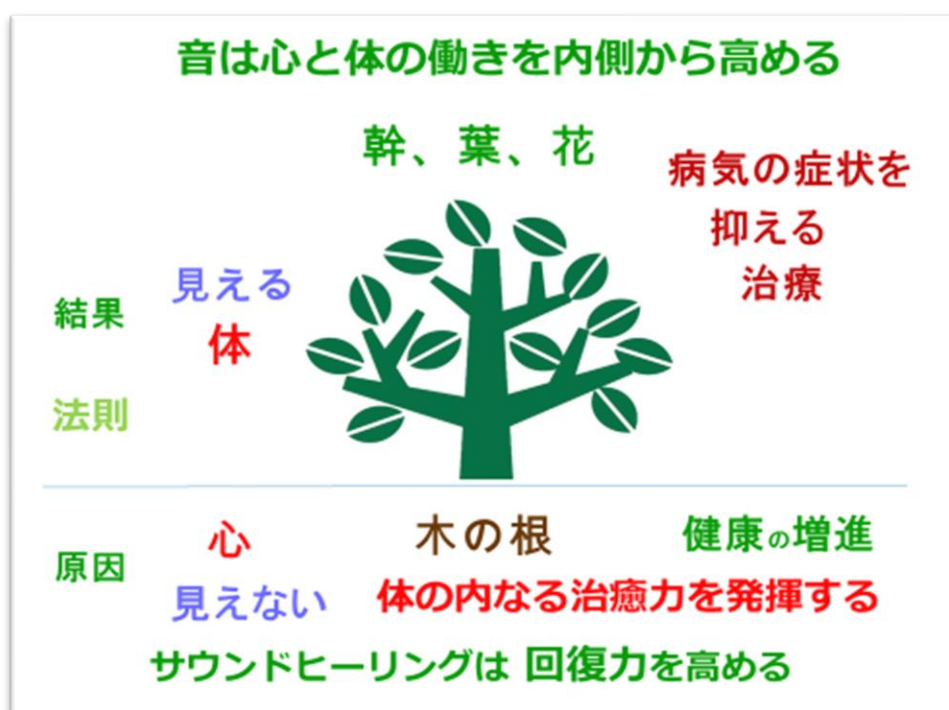 音は心と体の働きを内側から高める
幹、葉、花
病気の症状を
抑える
治療
見える
結果
体
法則
心
木の根
健康の増進
原因
見えない
体の内なる治癒力を発揮する
サウンドヒーリングは 回復力を高める